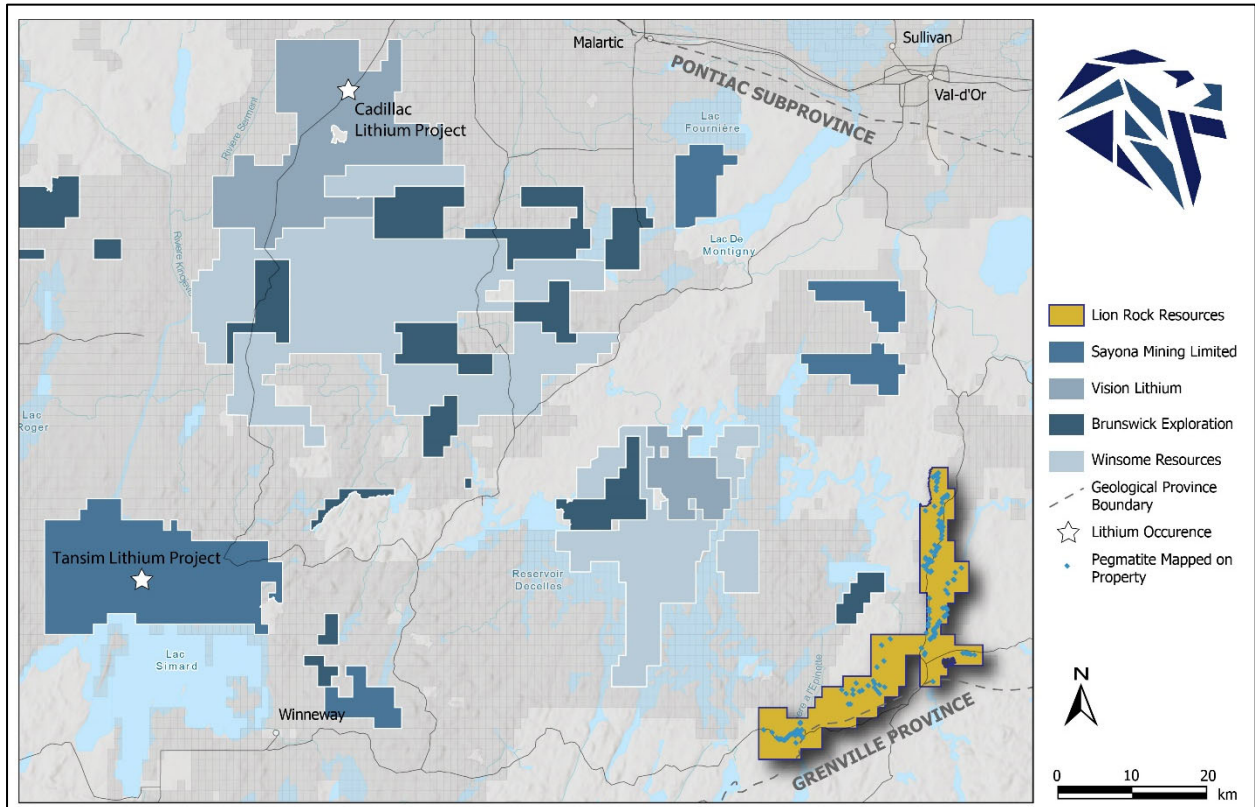 Malartic
Sullivan
Val-d'Or
PONTIAC SUBPROVINCE
Lac
Fournière
Cadillac
Lithium Project
Rivière Serment
Lac De
Montigny
Lac
Roger
Tansim Lithium Project
Reservoir
Decelles
Lac
Simard
Winneway
GRENVILLE PROVINCE
Lion Rock Resources
Sayona Mining Limited
Vision Lithium
Brunswick Exploration
Winsome Resources
Geological Province
Boundary
Lithium Occurence
Pegmatite Mapped on
Property
N
0 10 20
km